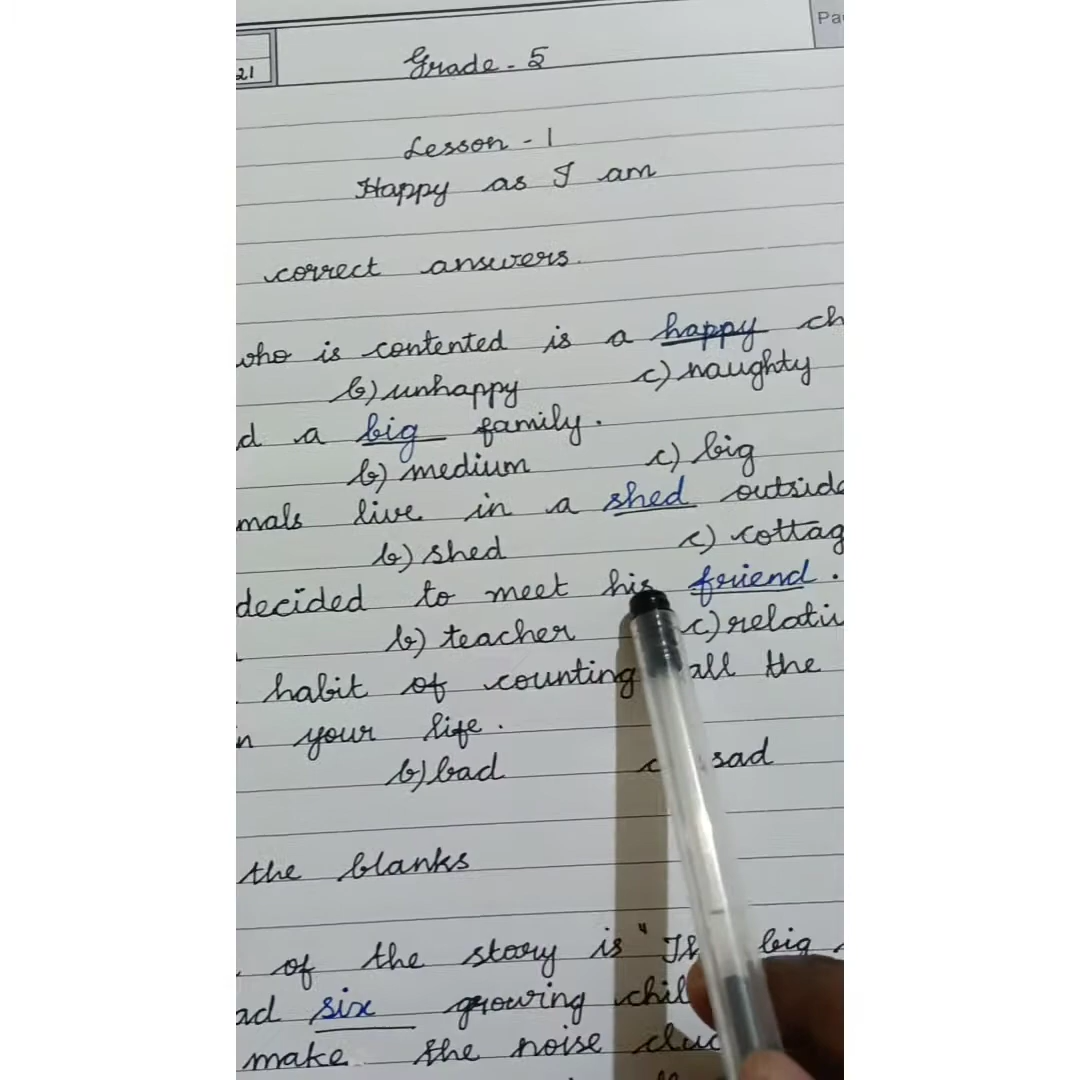 Pa
21
Grade - 5
Lesson - 1
Happy as I am
correct answers.
who is contented is a happy ch
b) unhappy c) naughty
d a big family.
b) medium c) big
mals live in a shed outside
b) shed c) cottag
decided to meet his friend.
b) teacher c) relati
habit of counting all the
n your life.
b) bad c sad
the blanks
of the story is " big
ad six growing chil
make the noise cluc